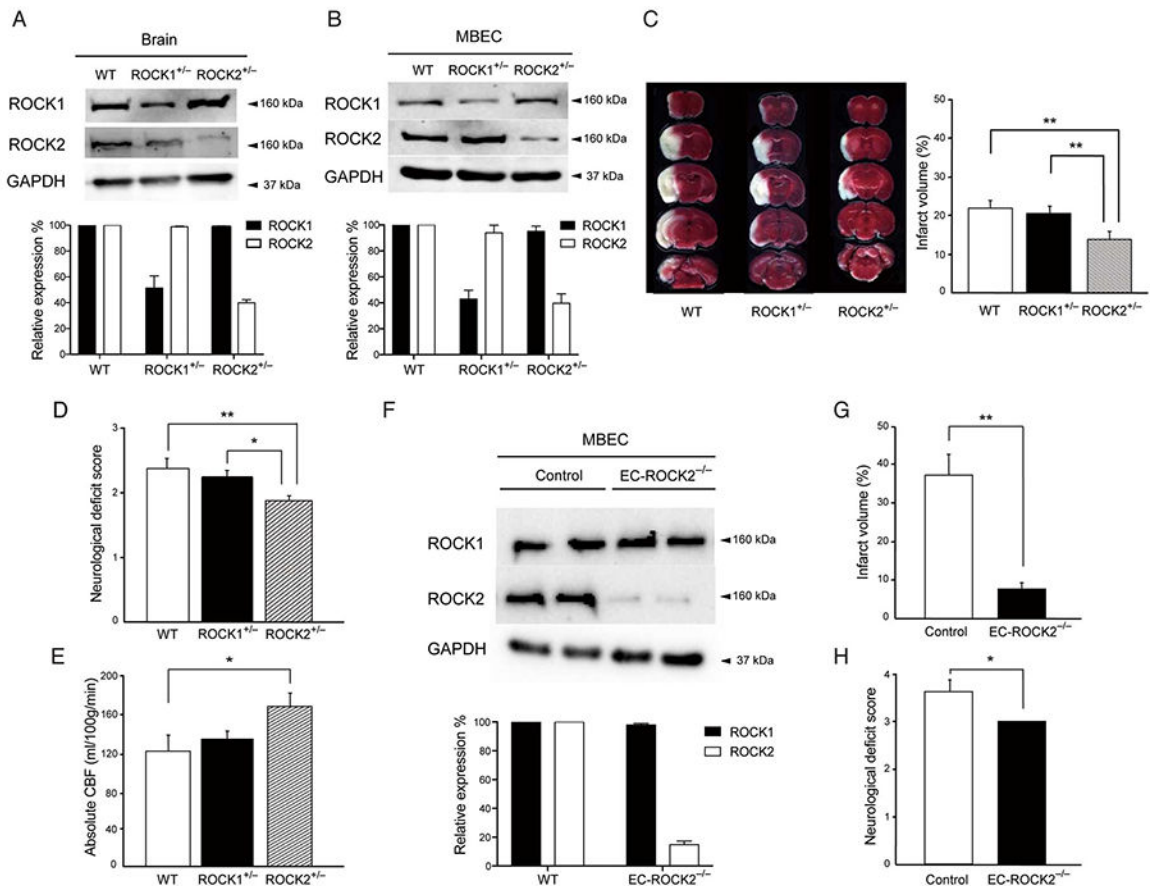 A
Brain
WT ROCK1+/− ROCK2+/−
ROCK1
160 kDa
ROCK2
160 kDa
GAPDH
37 kDa
Relative expression %
100
80
60
40
20
0
ROCK1
ROCK2
WT ROCK1+/− ROCK2+/−
B
MBEC
WT ROCK1+/− ROCK2+/−
ROCK1
160 kDa
ROCK2
160 kDa
GAPDH
37 kDa
Relative expression %
100
80
60
40
20
0
ROCK1
ROCK2
WT ROCK1+/− ROCK2+/−
C
WT ROCK1+/− ROCK2+/−
Infarct volume (%)
50
40
30
20
10
0
**
**
WT ROCK1+/− ROCK2+/−
D
Neurological deficit score
3
2
1
0
**
*
WT ROCK1+/− ROCK2+/−
E
Absolute CBF (ml/100g/min)
200
160
120
80
40
0
*
WT ROCK1+/− ROCK2+/−
F
MBEC
Control EC-ROCK2−/−
ROCK1
160 kDa
ROCK2
160 kDa
GAPDH
37 kDa
Relative expression %
100
80
60
40
20
0
ROCK1
ROCK2
WT EC-ROCK2−/−
G
Infarct volume (%)
50
40
30
20
10
0
**
Control EC-ROCK2−/−
H
Neurological deficit score
4
2
0
*
Control EC-ROCK2−/−